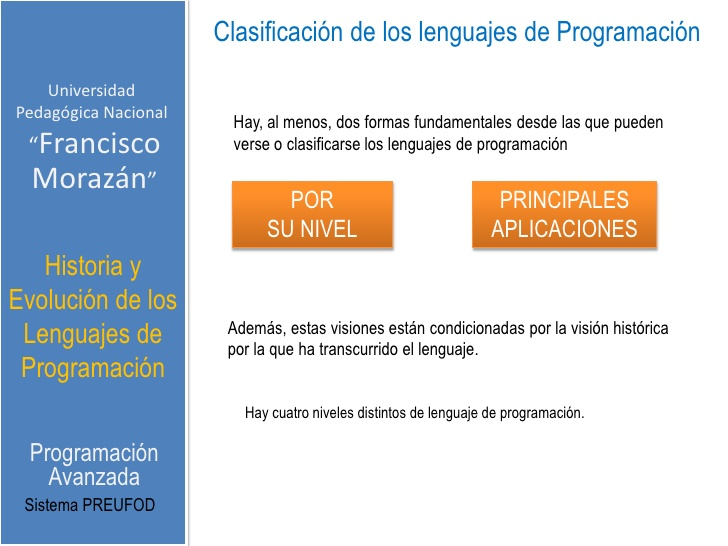 Clasificación de los lenguajes de Programación
Universidad
Pedagógica Nacional
“Francisco
Morazán”
Historia y
Evolución de los
Lenguajes de
Programación
Programación
Avanzada
Sistema PREUFOD
Hay, al menos, dos formas fundamentales desde las que pueden
verse o clasificarse los lenguajes de programación
POR
SU NIVEL
PRINCIPALES
APLICACIONES
Además, estas visiones están condicionadas por la visión histórica
por la que ha transcurrido el lenguaje.
Hay cuatro niveles distintos de lenguaje de programación.